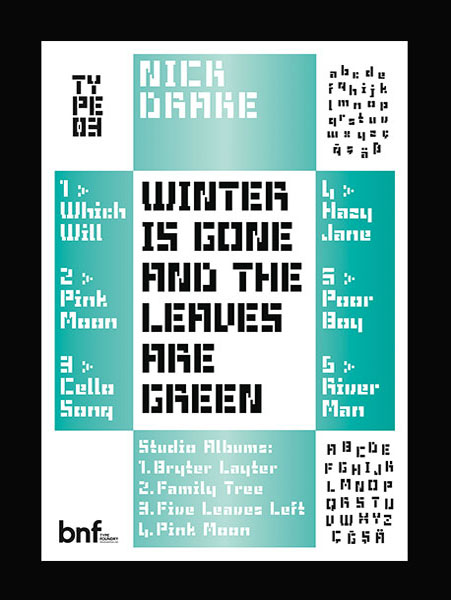 TY
PE
03
NICK
DRAKE
a b c d e
f g h i j k
l m n o p
q r s t u v
w x y z ç
ğ ş ä ß
1 >
Which
Will
2 >
Pink
Moon
3 >
Cello
Song
WINTER
IS GONE
AND THE
LEAVES
ARE
GREEN
4 >
Hazy
Jane
5 >
Poor
Boy
6 >
River
Man
Studio Albums:
1. Bryter Layter
2. Family Tree
3. Five Leaves Left
4. Pink Moon
A B C D E
F G H I J K
L M N O P
Q R S T U
V W X Y Z
Ç Ğ Ş Ä
bnf
TYPE
FOUNDRY